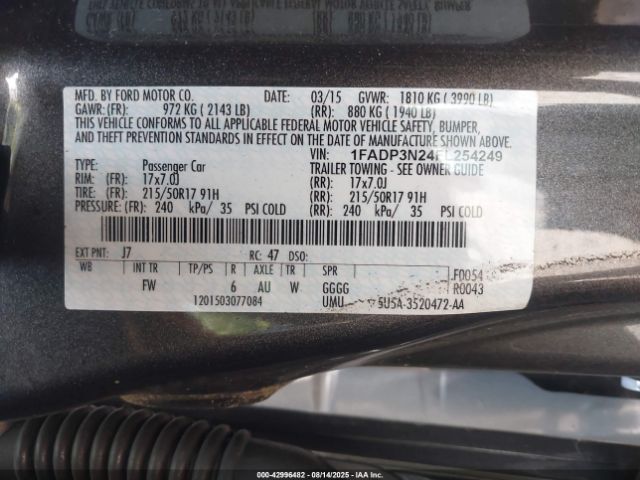 MFD. BY FORD MOTOR CO. DATE: 03/15 GVWR: 1810 KG ( 3990 LB)
GAWR: (FR): 972 KG ( 2143 LB) (RR): 880 KG ( 1940 LB)
THIS VEHICLE CONFORMS TO ALL APPLICABLE FEDERAL MOTOR VEHICLE SAFETY, BUMPER,
AND THEFT PREVENTION STANDARDS IN EFFECT ON THE DATE OF MANUFACTURE SHOWN ABOVE.
VIN: 1FADP3N24FL254249
TYPE: Passenger Car TRAILER TOWING - SEE OWNER GUIDE
RIM: (FR): 17x7.0J (RR): 17x7.0J
TIRE: (FR): 215/50R17 91H (RR): 215/50R17 91H
PRESSURE: (FR): 240 kPa/ 35 PSI COLD (RR): 240 kPa/ 35 PSI COLD
EXT PNT: J7 RC: 47 DSO:
WB INT TR TP/PS R AXLE TR SPR F0054
FW 6 AU W GGGG R0043
1201503077084 UMU 5U5A-3520472-AA
000-42996482 08/14/2025 IAA Holdings, LLC.